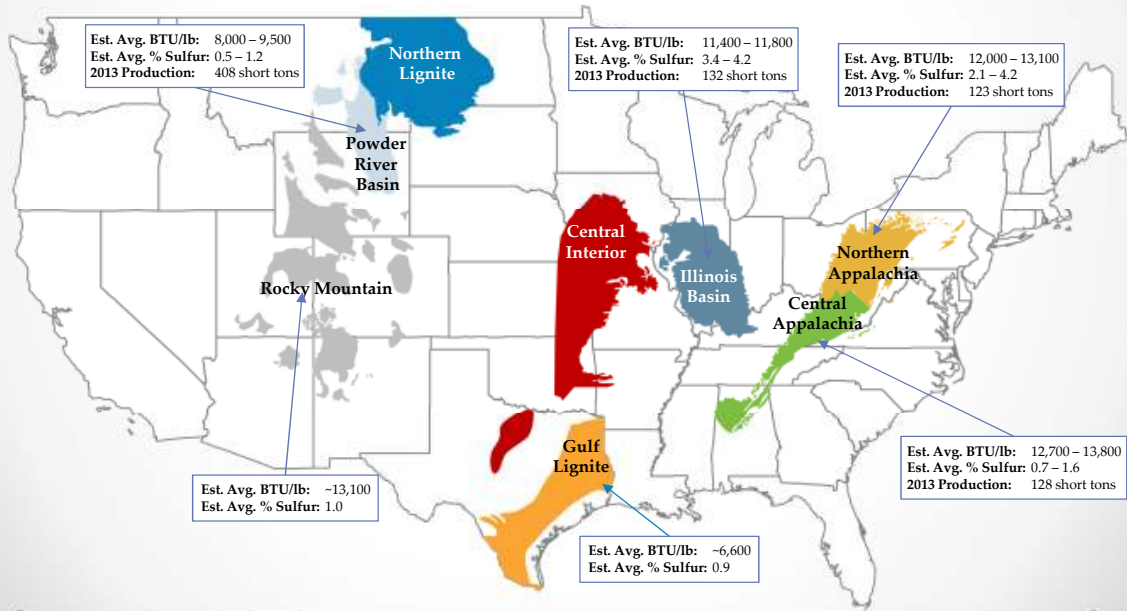 Est. Avg. BTU/lb: 8,000 – 9,500
Est. Avg. % Sulfur: 0.5 – 1.2
2013 Production: 408 short tons
Northern
Lignite
Est. Avg. BTU/lb: 11,400 – 11,800
Est. Avg. % Sulfur: 3.4 – 4.2
2013 Production: 132 short tons
Est. Avg. BTU/lb: 12,000 – 13,100
Est. Avg. % Sulfur: 2.1 – 4.2
2013 Production: 123 short tons
Powder
River
Basin
Central
Interior
Illinois
Basin
Northern
Appalachia
Rocky Mountain
Central
Appalachia
Gulf
Lignite
Est. Avg. BTU/lb: ~13,100
Est. Avg. % Sulfur: 1.0
Est. Avg. BTU/lb: 12,700 – 13,800
Est. Avg. % Sulfur: 0.7 – 1.6
2013 Production: 128 short tons
Est. Avg. BTU/lb: ~6,600
Est. Avg. % Sulfur: 0.9